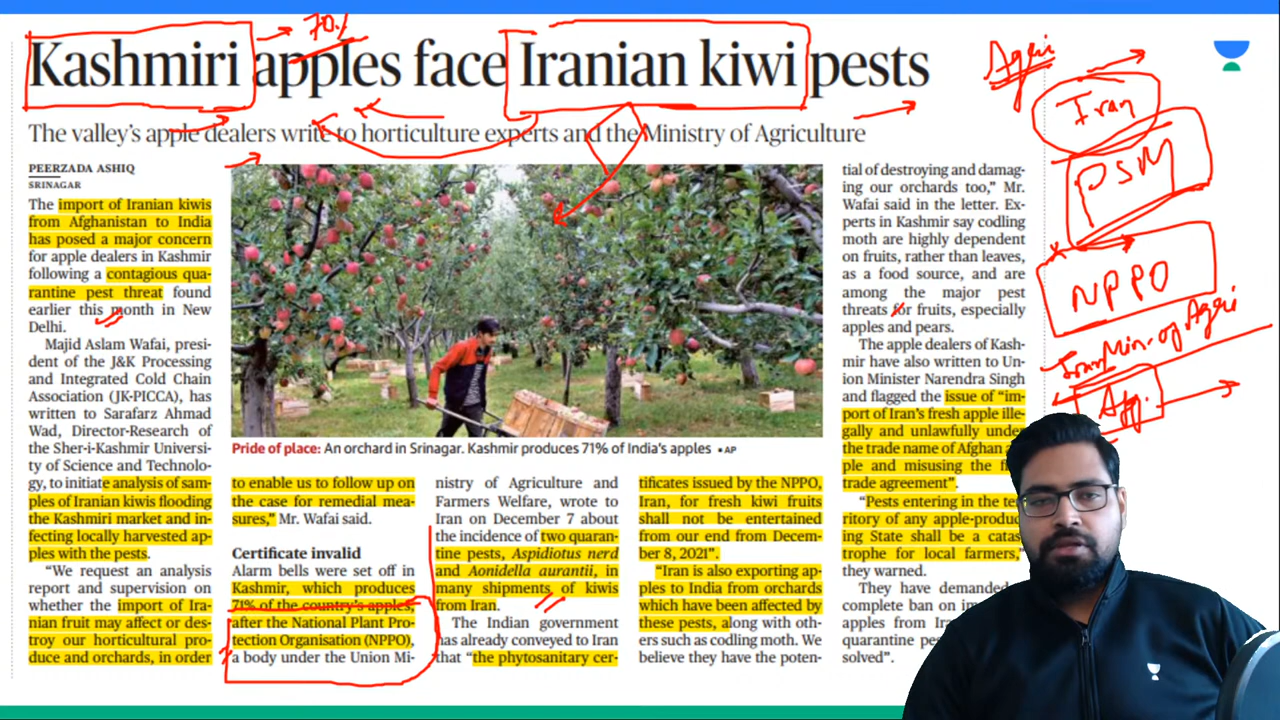 Kashmiri apples face Iranian kiwi pests
The valley's apple dealers write to horticulture experts and the Ministry of Agriculture
PEERZADA ASHIQ
SRINAGAR
The import of Iranian kiwis
from Afghanistan to India
has posed a major concern
for apple dealers in Kashmir
following a contagious qua-
rantine pest threat found
earlier this month in New
Delhi.
Majid Aslam Wafai, presi-
dent of the J&K Processing
and Integrated Cold Chain
Association (JK-PICCA), has
written to Sarafarz Ahmad
Wad, Director-Research of
the Sher-i-Kashmir Universi-
ty of Science and Technolo-
gy, to initiate analysis of sam-
ples of Iranian kiwis flooding
the Kashmiri market and in-
fecting locally harvested ap-
ples with the pests.
"We request an analysis
report and supervision on
whether the import of Ira-
nian fruit may affect or des-
troy our horticultural pro-
duce and orchards, in order
Pride of place: An orchard in Srinagar. Kashmir produces 71% of India's apples • AP
to enable us to follow up on
the case for remedial mea-
sures," Mr. Wafai said.
Certificate invalid
Alarm bells were set off in
Kashmir, which produces
71% of the country's apples,
after the National Plant Pro-
tection Organisation (NPPO),
a body under the Union Mi-
nistry of Agriculture and
Farmers Welfare, wrote to
Iran on December 7 about
the incidence of two quaran-
tine pests, Aspidiotus nerd
and Aonidella aurantii, in
many shipments of kiwis
from Iran.
The Indian government
has already conveyed to Iran
that "the phytosanitary cer-
tificates issued by the NPPO,
Iran, for fresh kiwi fruits
shall not be entertained
from our end from Decem-
ber 8, 2021".
"Iran is also exporting ap-
ples to India from orchards
which have been affected by
these pests, along with oth-
ers such as codling moth. We
believe they have the poten-
tial of destroying and damag-
ing our orchards too," Mr.
Wafai said in the letter. Ex-
perts in Kashmir say codling
moth are highly dependent
on fruits, rather than leaves,
as a food source, and are
among the major pest
threats for fruits, especially
apples and pears.
The apple dealers of Kash-
mir have also written to Un-
ion Minister Narendra Singh
and flagged the issue of "im-
port of Iran's fresh apple ille-
gally and unlawfully under
the trade name of Afghan
ple and misusing the
trade agreement".
"Pests entering in the ter-
ritory of any apple-produc
ing State shall be a catas
trophe for local farmers,"
they warned.
They have demanded
complete ban on im
apples from Ira
quarantine pe
solved".
70%
Agri
Iran
PSM
NPPO
Min. of Agri